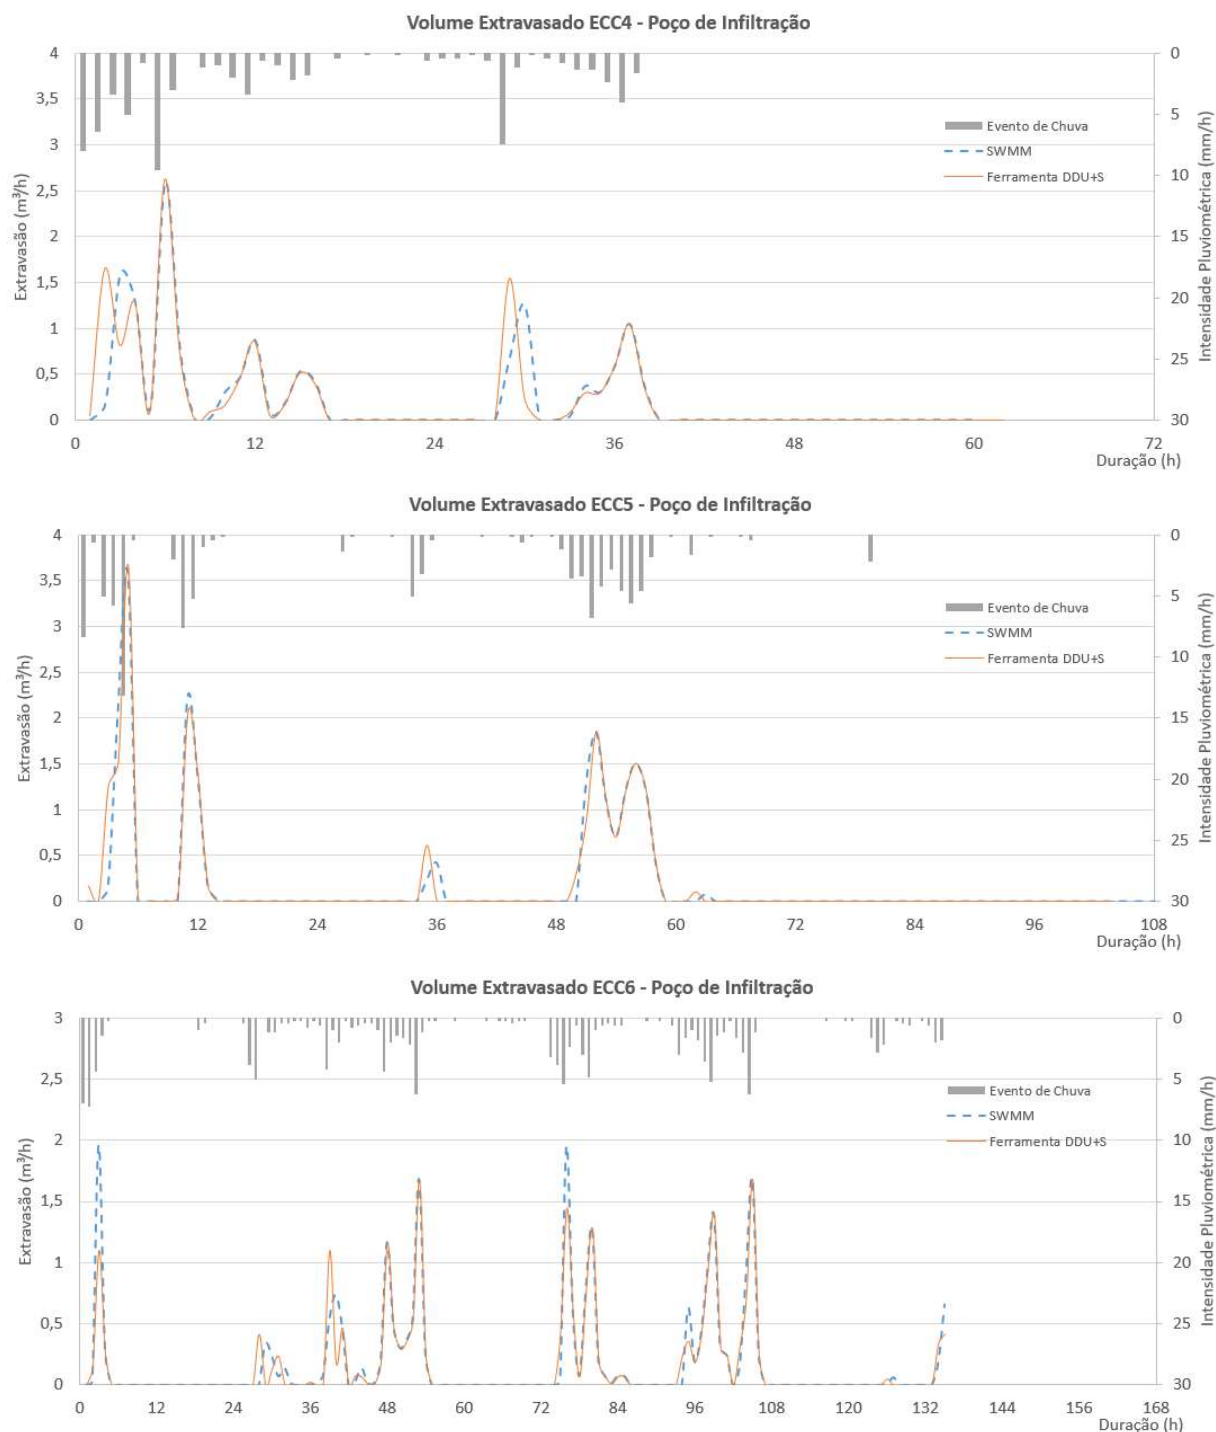 Volume Extravasado ECC4 - Poço de Infiltração
4
3,5
3
2,5
2
1,5
1
0,5
0
Extravasão (m³/h)
0
5
10
15
20
25
30
Intensidade Pluviométrica (mm/h)
Evento de Chuva
SWMM
Ferramenta DDU+S
0 12 24 36 48 60 72
Duração (h)
Volume Extravasado ECC5 - Poço de Infiltração
4
3,5
3
2,5
2
1,5
1
0,5
0
Extravasão (m³/h)
0
5
10
15
20
25
30
Intensidade Pluviométrica (mm/h)
Evento de Chuva
SWMM
Ferramenta DDU+S
0 12 24 36 48 60 72 84 96 108
Duração (h)
Volume Extravasado ECC6 - Poço de Infiltração
3
2,5
2
1,5
1
0,5
0
Extravasão (m³/h)
0
5
10
15
20
25
30
Intensidade Pluviométrica (mm/h)
Evento de Chuva
SWMM
Ferramenta DDU+S
0 12 24 36 48 60 72 84 96 108 120 132 144 156 168
Duração (h)